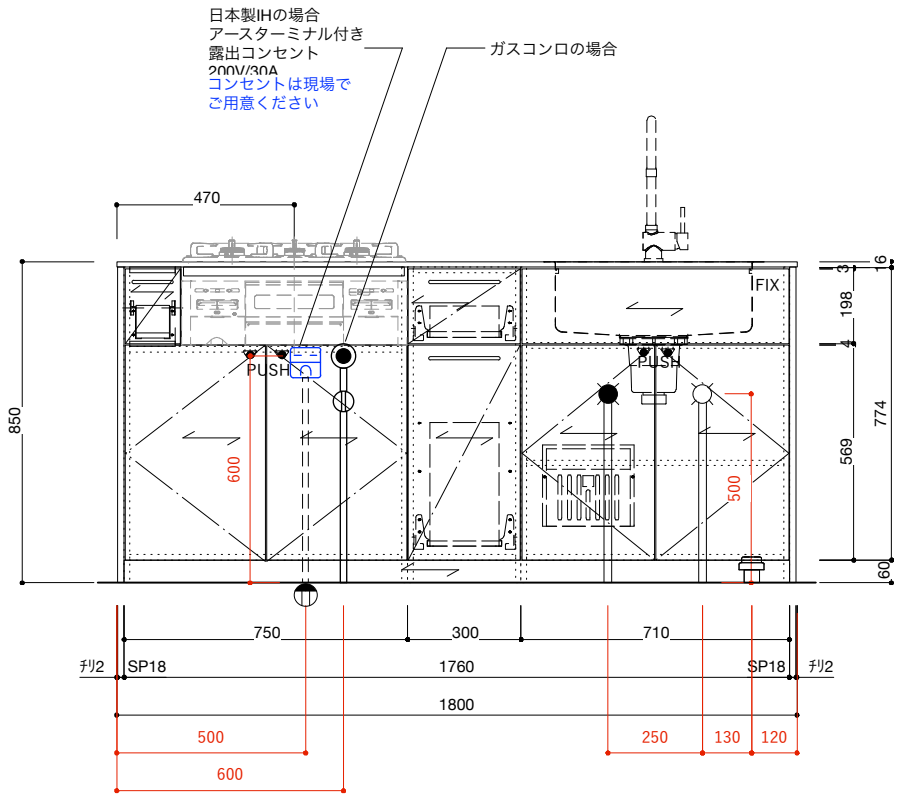 日本製IHの場合
アースターミナル付き
露出コンセント
200V/30A
コンセントは現場で
ご用意ください
ガスコンロの場合
470
16
3
FIX
198
4
PUSH
PUSH
850
774
569
600
500
60
750
300
710
チリ2
SP18
1760
SP18
チリ2
1800
500
250
130
120
600